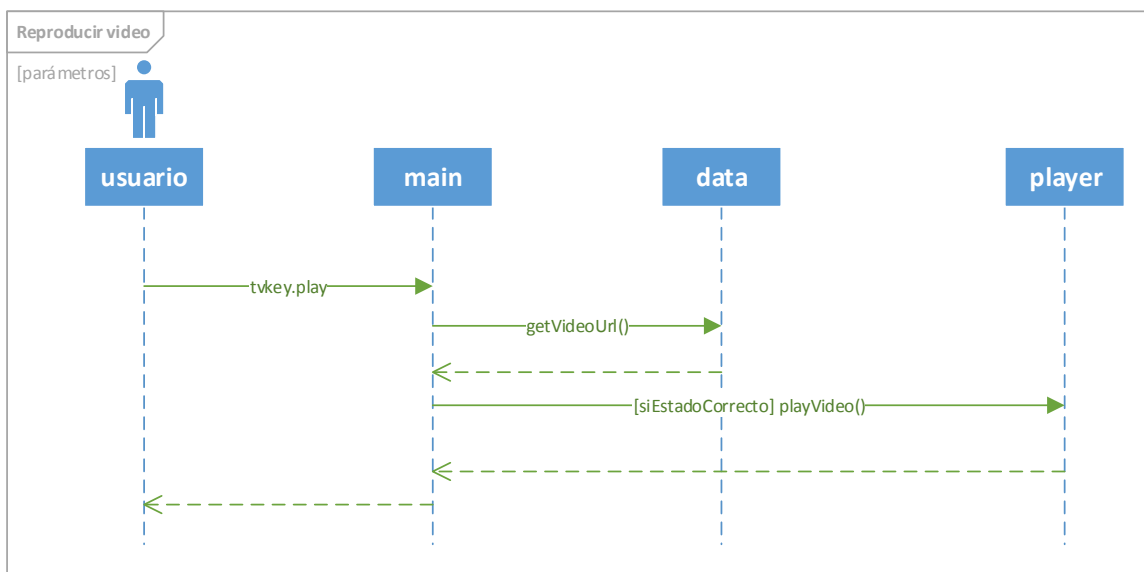 Reproducir video
[parámetros]
usuario
main
data
player
tvkey.play
getVideoUrl()
[siEstadoCorrecto] playVideo()